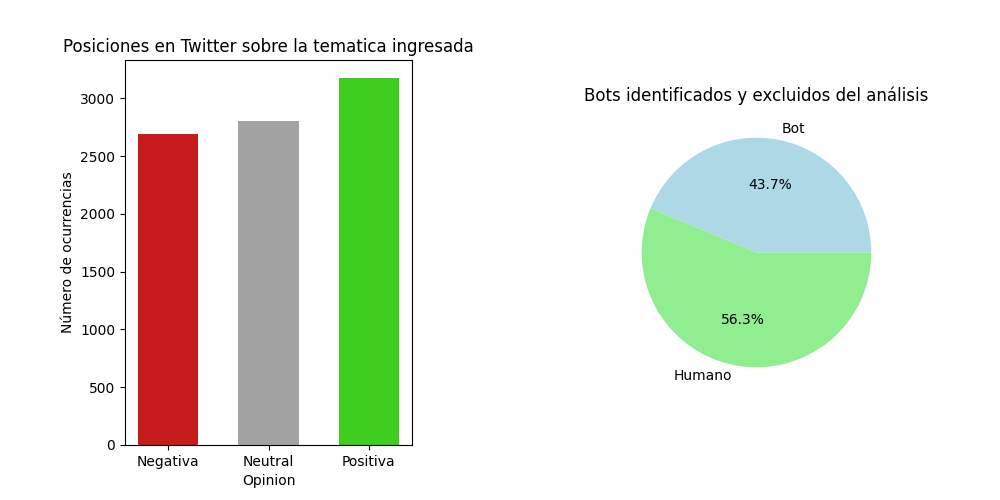 Posiciones en Twitter sobre la tematica ingresada
Número de ocurrencias
3000
2500
2000
1500
1000
500
0
Negativa
Neutral
Positiva
Opinion
Bots identificados y excluidos del análisis
Bot
43.7%
56.3%
Humano